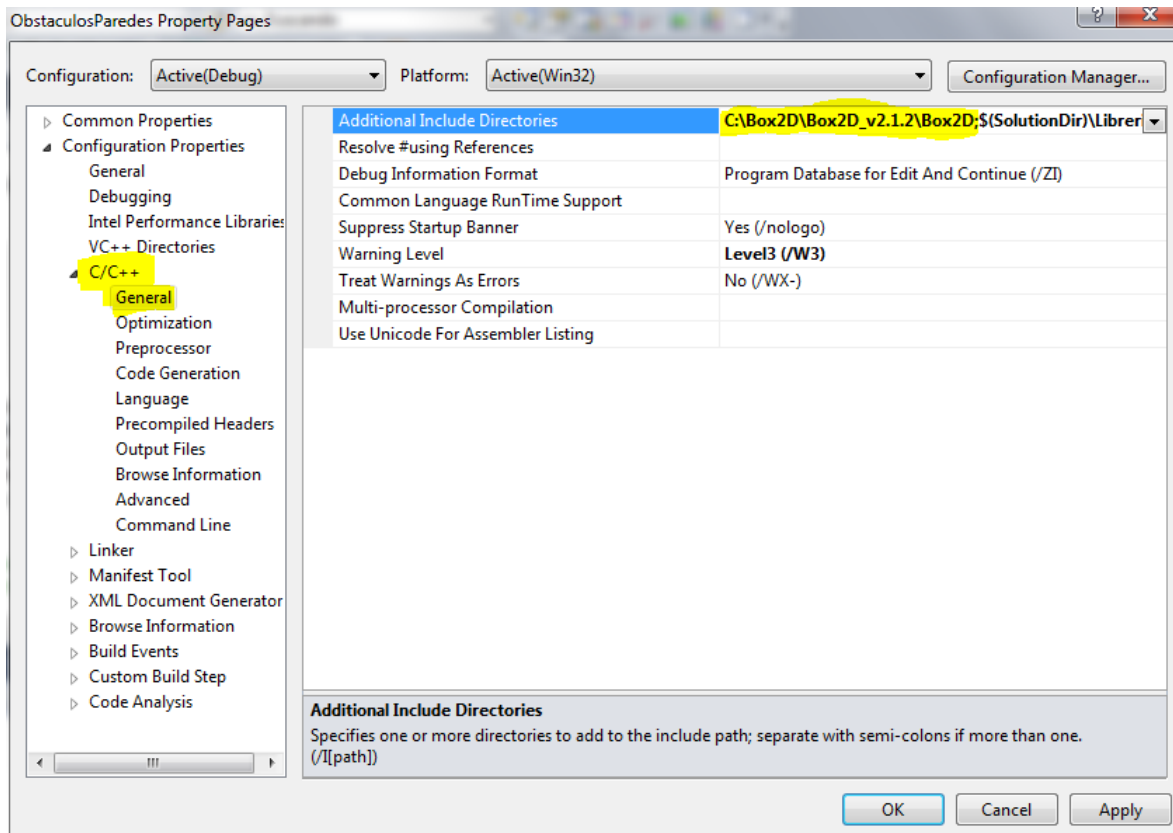 ObstaculosParedes Property Pages
Configuration: Active(Debug) Platform: Active(Win32) Configuration Manager...
Common Properties
Configuration Properties
General
Debugging
Intel Performance Libraries
VC++ Directories
C/C++
General
Optimization
Preprocessor
Code Generation
Language
Precompiled Headers
Output Files
Browse Information
Advanced
Command Line
Linker
Manifest Tool
XML Document Generator
Browse Information
Build Events
Custom Build Step
Code Analysis
Additional Include Directories C:\Box2D\Box2D_v2.1.2\Box2D;$(SolutionDir)\Librer
Resolve #using References
Debug Information Format Program Database for Edit And Continue (/ZI)
Common Language RunTime Support
Suppress Startup Banner Yes (/nologo)
Warning Level Level3 (/W3)
Treat Warnings As Errors No (/WX-)
Multi-processor Compilation
Use Unicode For Assembler Listing
Additional Include Directories
Specifies one or more directories to add to the include path; separate with semi-colons if more than one.
(/I[path])
OK Cancel Apply